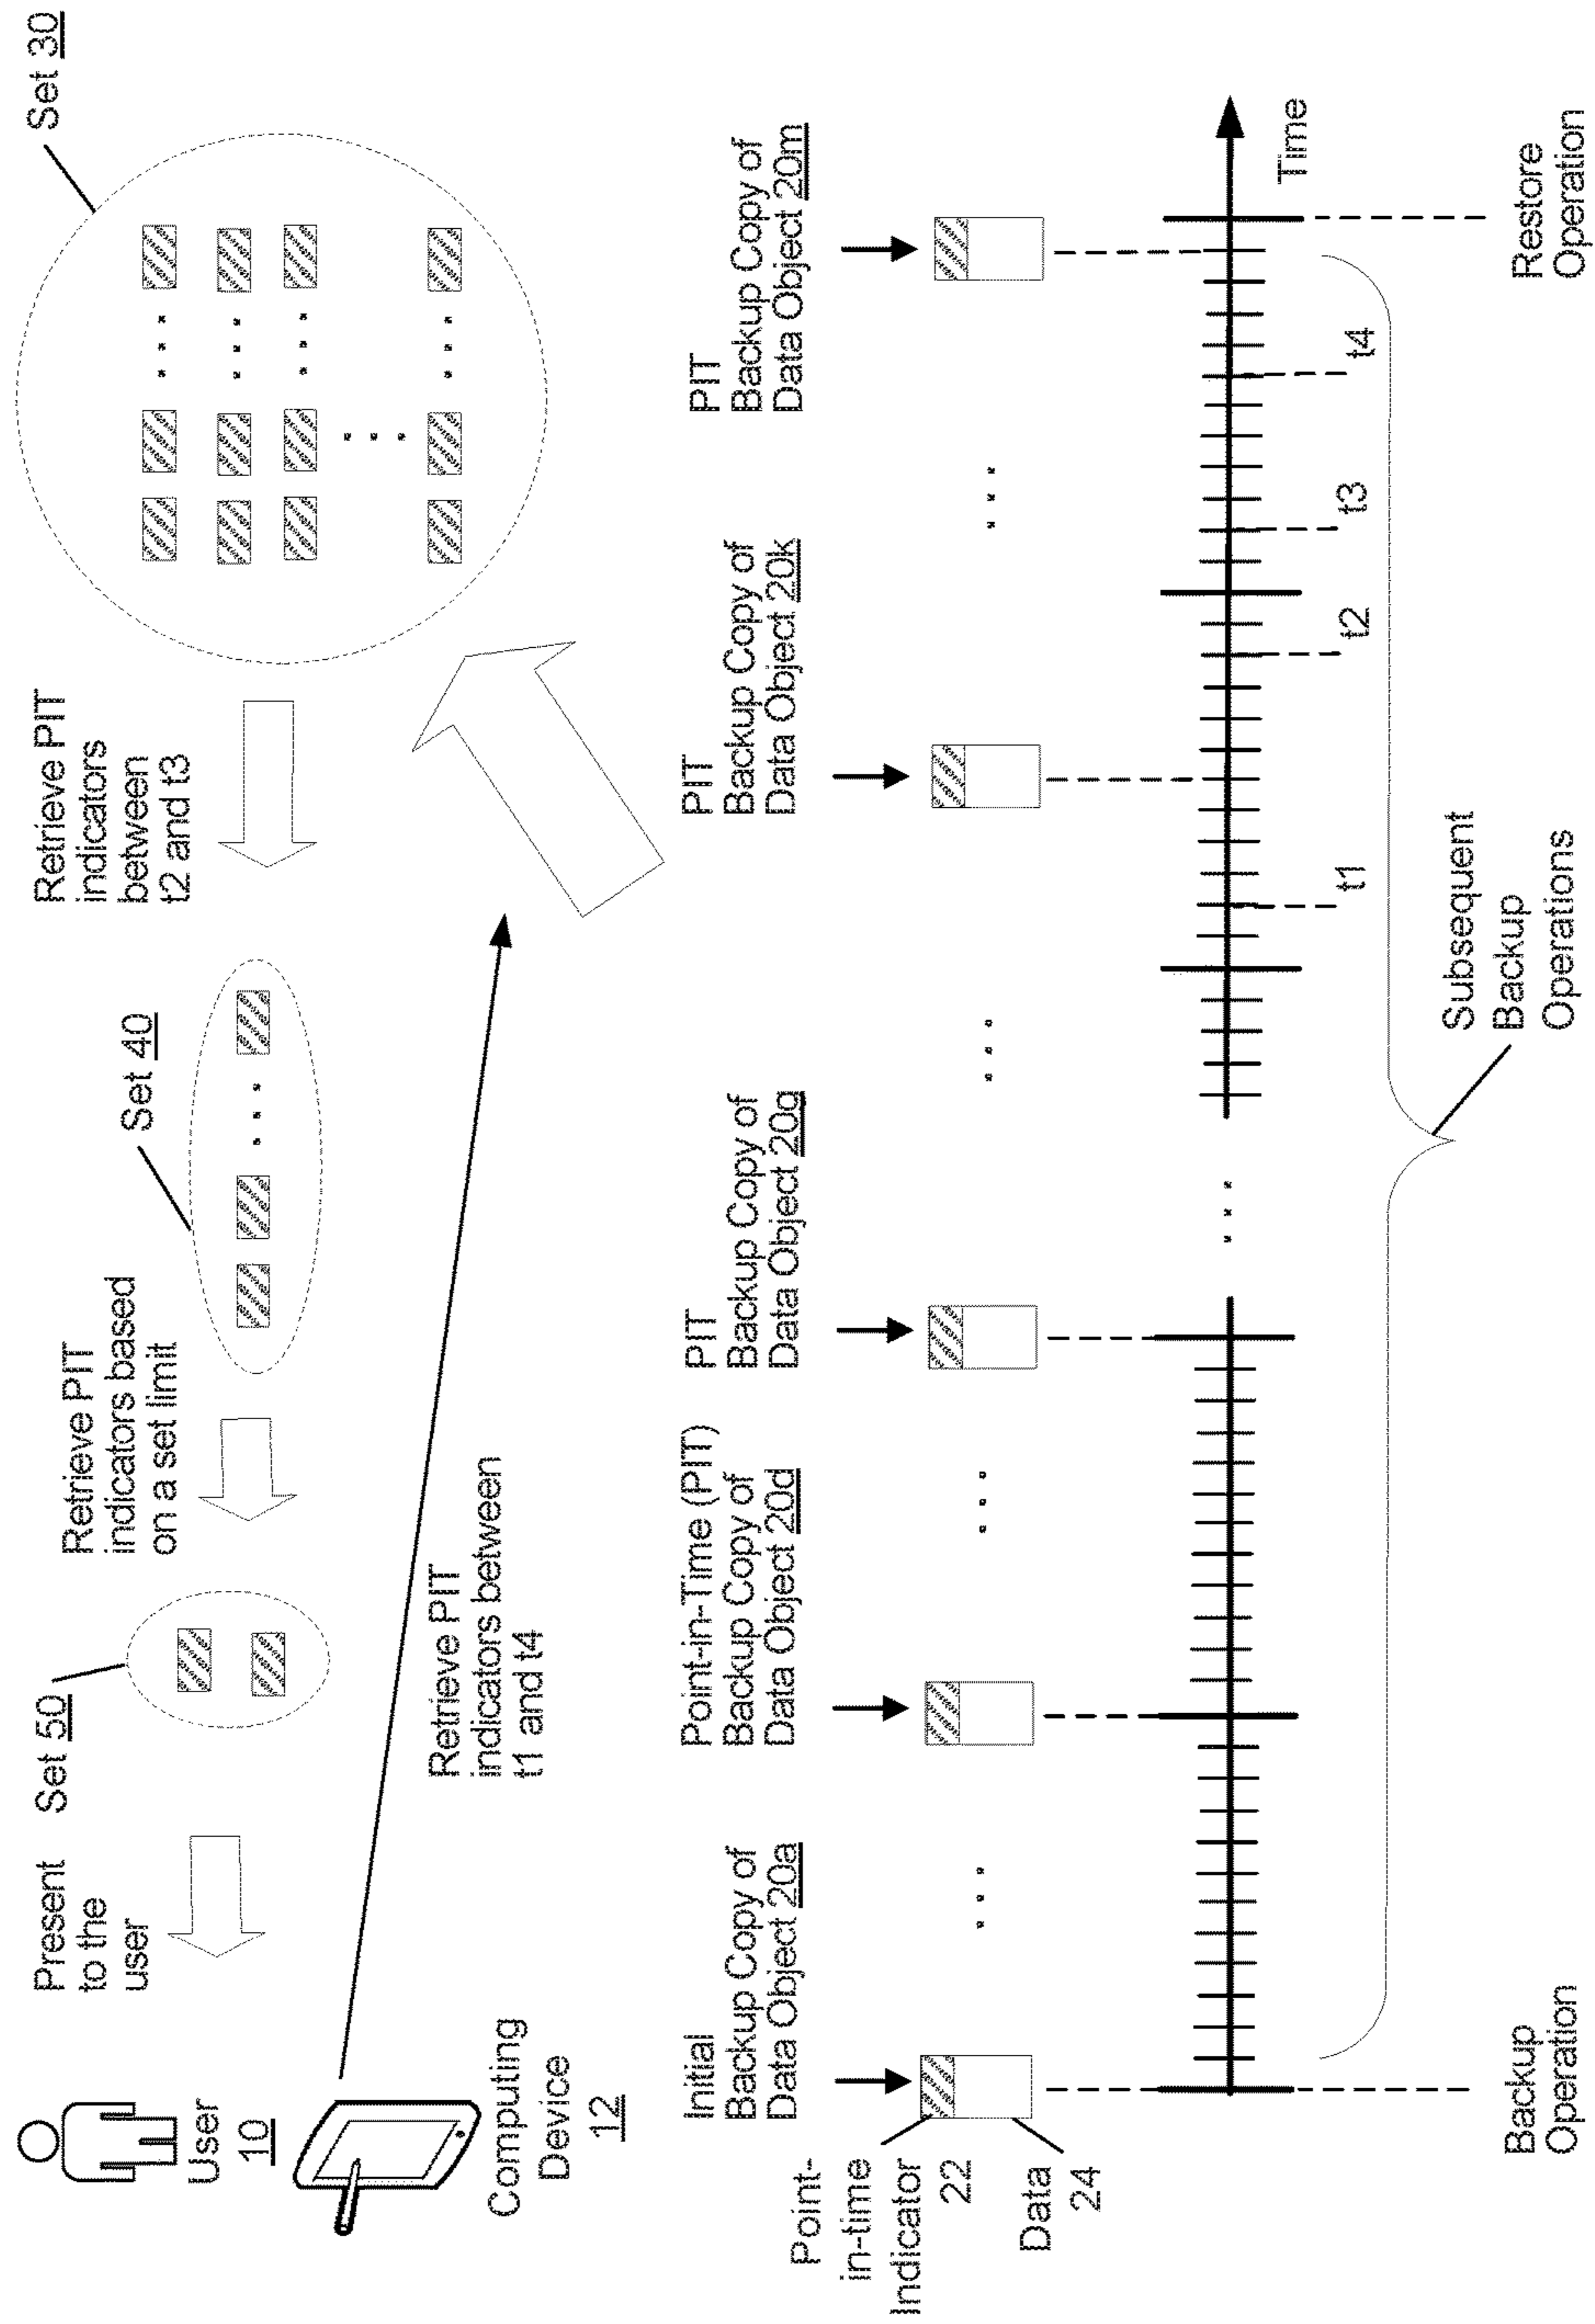 User
10
Computing
Device
12
Present
to the
user
Set 50
Retrieve PIT
indicators based
on a set limit
Set 40
Retrieve PIT
indicators
between
t2 and t3
Set 30
Retrieve PIT
indicators between
t1 and t4
Initial
Backup Copy of
Data Object 20a
Point-in-Time (PIT)
Backup Copy of
Data Object 20d
PIT
Backup Copy of
Data Object 20g
PIT
Backup Copy of
Data Object 20k
PIT
Backup Copy of
Data Object 20m
Point-
in-time
Indicator
22
Data
24
Time
t1
t2
t3
t4
Backup
Operation
Subsequent
Backup
Operations
Restore
Operation